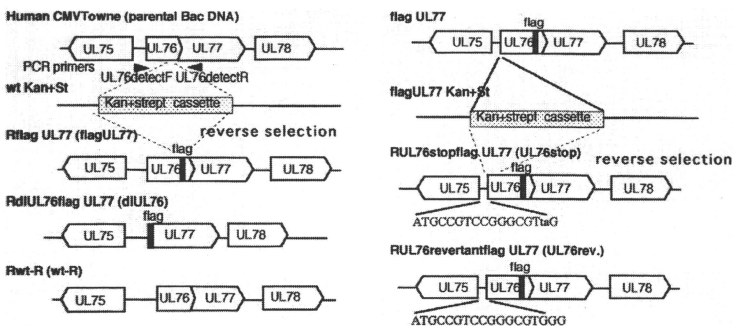 Human CMVTowne (parental Bac DNA)
UL75 UL76 UL77 UL78
PCR primers
UL76detectF UL76detectR
wt Kan+St
Kan+strept cassette
reverse selection
Rflag UL77 (flagUL77)
flag
UL75 UL76 UL77 UL78
RdlUL76flag UL77 (dlUL76)
flag
UL75 UL77 UL78
Rwt-R (wt-R)
UL75 UL76 UL77 UL78
flag UL77
flag
UL75 UL76 UL77 UL78
flagUL77 Kan+St
Kan+strept cassette
reverse selection
RUL76stopflag UL77 (UL76stop)
flag
UL75 UL76 UL77 UL78
ATGCCGTCCGGGCGTtaG
RUL76revertantflag UL77 (UL76rev.)
flag
UL75 UL76 UL77 UL78
ATGCCGTCCGGGCGTGGG